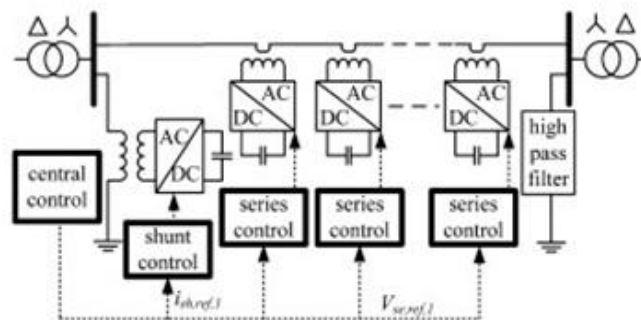 Δ
Δ
AC
DC
AC
DC
AC
DC
AC
DC
high
pass
filter
central
control
shunt
control
series
control
series
control
series
control
i_sh,ref,1
V_se,ref,1